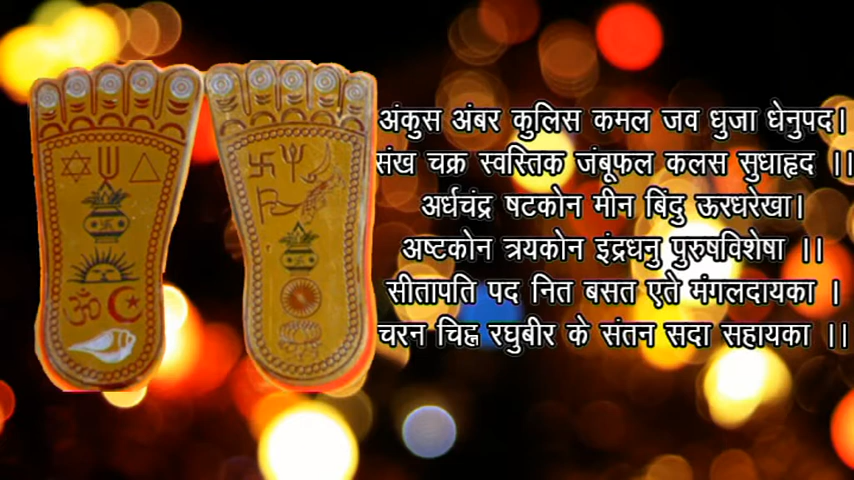 अंकुस अंबर कुलिस कमल जव धुजा धेनुपद।
संख चक्र स्वस्तिक जंबूफल कलस सुधाहृद ।।
अर्धचंद्र षटकोन मीन बिंदु ऊरधरेखा।
अष्टकोन त्रयकोन इंद्रधनु पुरुषविशेषा ।।
सीतापति पद नित बसत एते मंगलदायका ।
चरन चिह्न रघुबीर के संतन सदा सहायका ।।